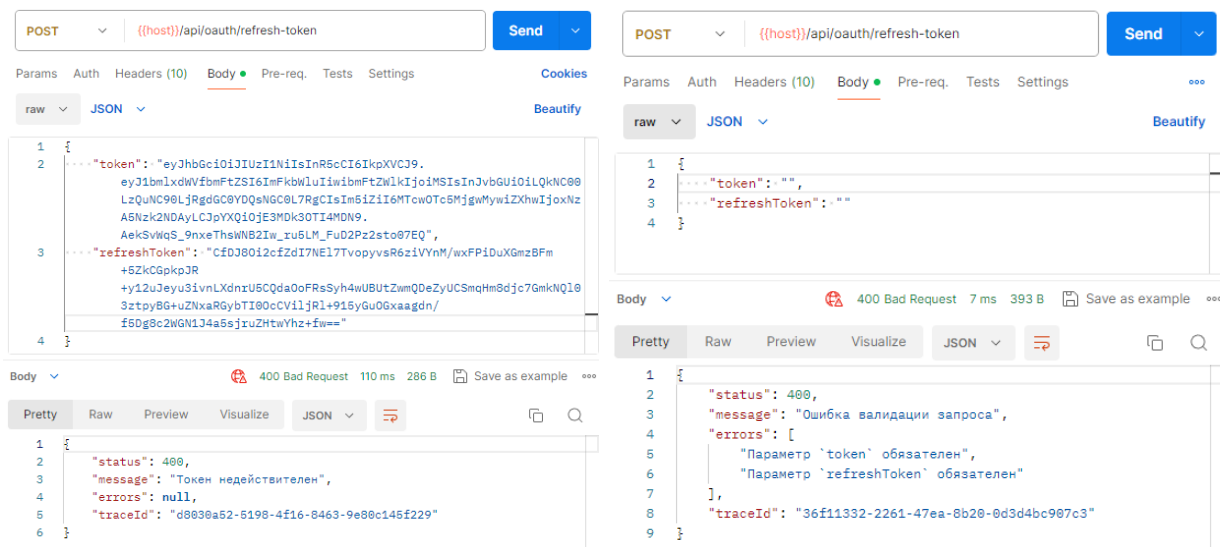 POST {{host}}/api/oauth/refresh-token Send
Params Auth Headers (10) Body Pre-req. Tests Settings Cookies
raw JSON Beautify
1 {
2 "token": "eyJhbGciOiJIUzI1NiIsInR5cCI6IkpXVCJ9.
eyJ1bmlxdWVfbmFtZSI6ImFkbWluIiwibmFtZWlkIjoiMSIsInJvbGUiOiLQkNC00
LzQuNC90LjRgdGC0YDQsNGC0L7RgCIsIm5iZiI6MTcwOTc5MjgwMywiZXhwIjoxNz
A5Nzk2NDAyLCJpYXQiOjE3MDk3OTI4MDN9.
AekSvWqS_9nxeThsWNB2Iw_ru5LM_FuD2Pz2sto07EQ",
3 "refreshToken": "CfDJ8Oi2cfZdI7NEl7TvopyvsR6ziVYnM/wxFPiDuXGmzBFm
+5ZkCGpkpJR
+y12uJeyu3ivnLXdnrU5CQdaOoFRsSyh4wUBUtZwmQDeZyUCSmqHm8djc7GmkNQl0
3ztpyBG+uZNxaRGybTI0OcCViljRl+915yGuOGxaagdn/
f5Dg8c2WGN1J4a5sjruZHtwYhz+fw=="
4 }
Body 400 Bad Request 110 ms 286 B Save as example
Pretty Raw Preview Visualize JSON
1 {
2 "status": 400,
3 "message": "Токен недействителен",
4 "errors": null,
5 "traceId": "d8030a52-5198-4f16-8463-9e80c145f229"
6 }
POST {{host}}/api/oauth/refresh-token Send
Params Auth Headers (10) Body Pre-req. Tests Settings
raw JSON Beautify
1 {
2 "token": "",
3 "refreshToken": ""
4 }
Body 400 Bad Request 7 ms 393 B Save as example
Pretty Raw Preview Visualize JSON
1 {
2 "status": 400,
3 "message": "Ошибка валидации запроса",
4 "errors": [
5 "Параметр `token` обязателен",
6 "Параметр `refreshToken` обязателен"
7 ],
8 "traceId": "36f11332-2261-47ea-8b20-0d3d4bc907c3"
9 }